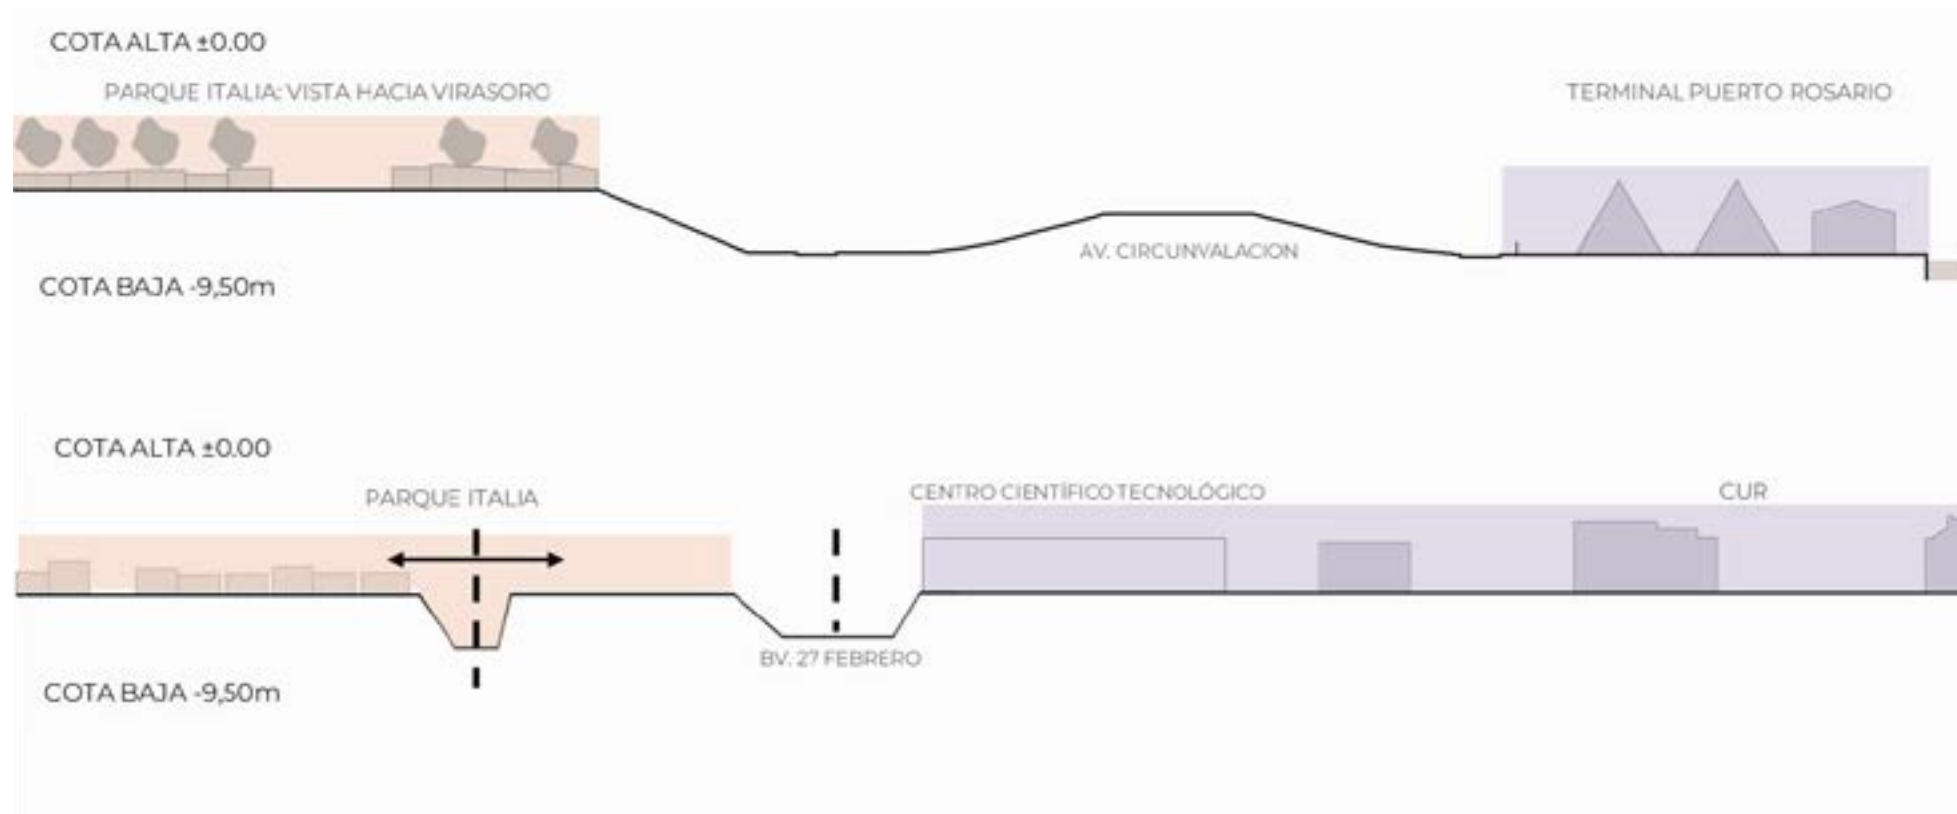 COTA ALTA ±0.00
PARQUE ITALIA: VISTA HACIA VIRASORO
TERMINAL PUERTO ROSARIO
AV. CIRCUNVALACION
COTA BAJA -9,50m
COTA ALTA ±0.00
PARQUE ITALIA
CENTRO CIENTÍFICO TECNOLÓGICO
CUR
BV. 27 FEBRERO
COTA BAJA -9,50m